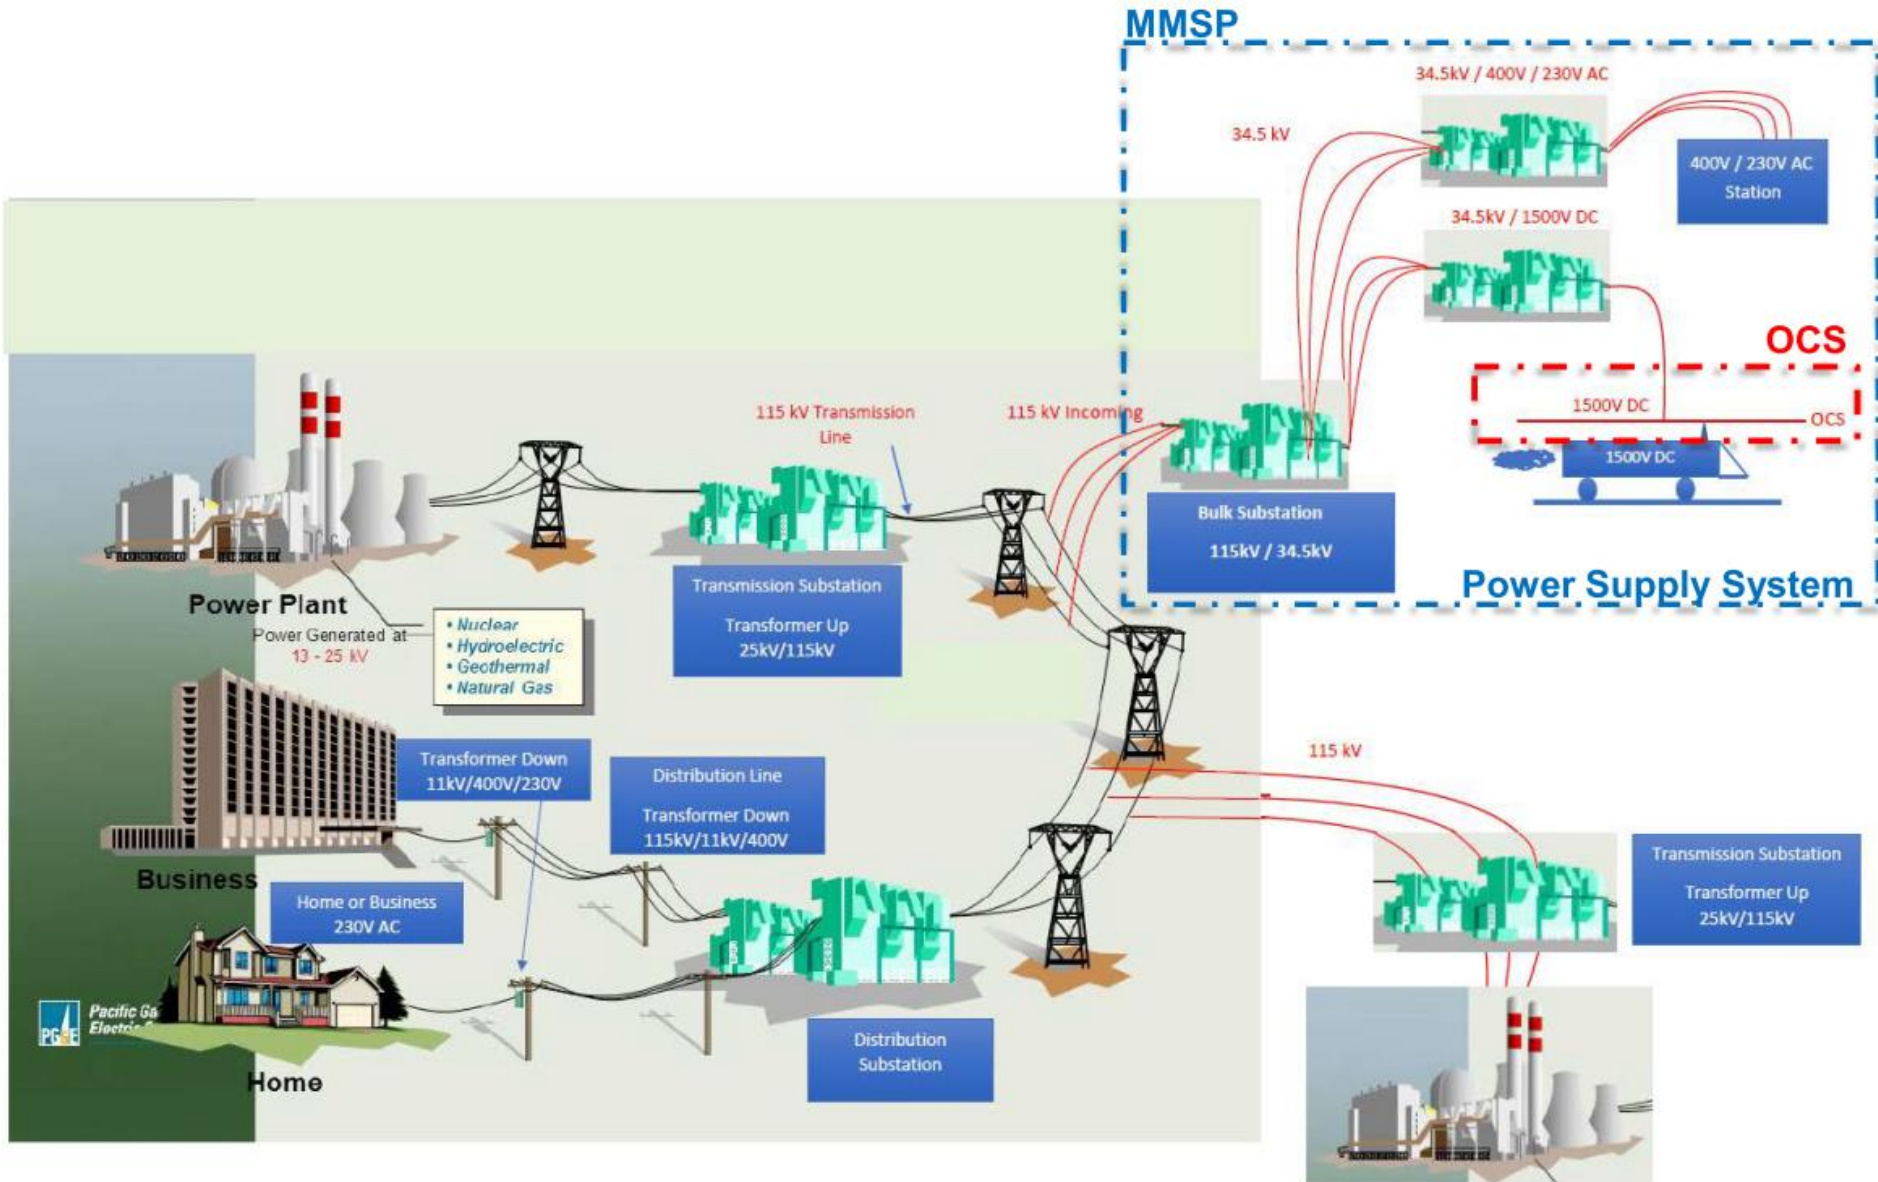 MMSP
34.5kV / 400V / 230V AC
34.5 kV
400V / 230V AC
Station
34.5kV / 1500V DC
OCS
1500V DC
OCS
1500V DC
115 kV Transmission
Line
115 kV Incoming
Bulk Substation
115kV / 34.5kV
Power Supply System
Transmission Substation
Transformer Up
25kV/115kV
Power Plant
Power Generated at
13 - 25 kV
• Nuclear
• Hydroelectric
• Geothermal
• Natural Gas
Transformer Down
11kV/400V/230V
Distribution Line
Transformer Down
115kV/11kV/400V
115 kV
Transmission Substation
Transformer Up
25kV/115kV
Business
Home or Business
230V AC
PG&E
Pacific Ga
Electric
Home
Distribution
Substation